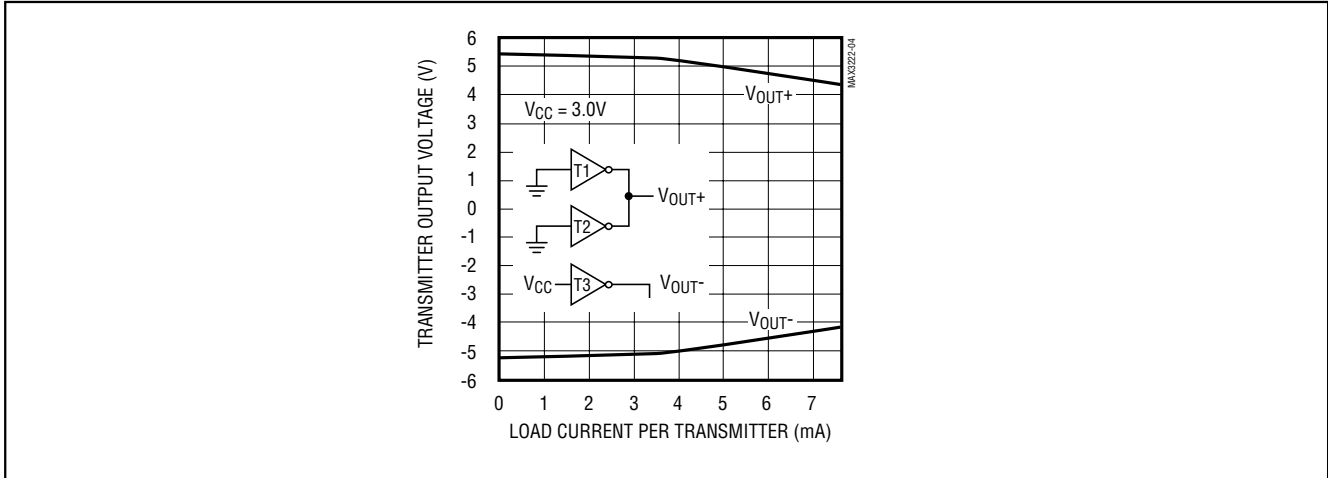 TRANSMITTER OUTPUT VOLTAGE (V)
6
5
4
3
2
1
0
-1
-2
-3
-4
-5
-6
MAX3222-04
VOUT+
VCC = 3.0V
T1
VOUT+
T2
VCC
T3
VOUT-
VOUT-
0 1 2 3 4 5 6 7
LOAD CURRENT PER TRANSMITTER (mA)